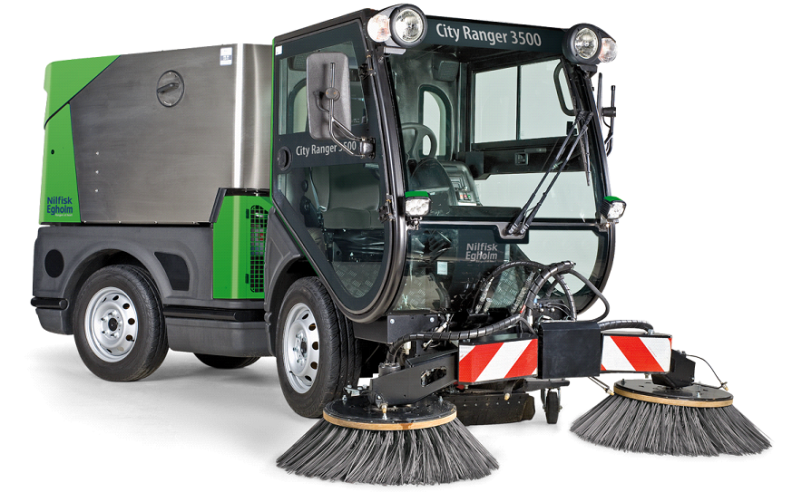 City Ranger 3500
City Ranger 3500
Nilfisk
Egholm
Nilfisk
Egholm